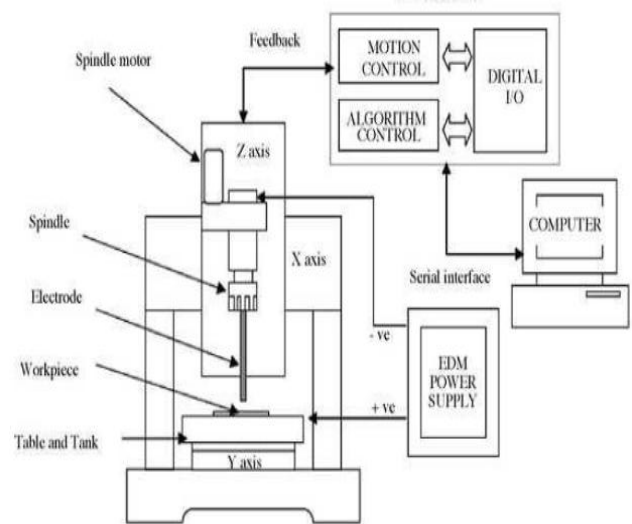 Feedback
Spindle motor
MOTION
CONTROL
DIGITAL
I/O
ALGORITHM
CONTROL
Z axis
Spindle
COMPUTER
X axis
Serial interface
Electrode
- ve
EDM
POWER
SUPPLY
Workpiece
+ ve
Table and Tank
Y axis